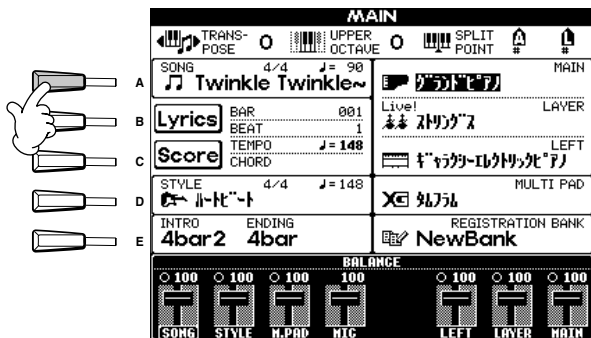 MAIN
TRANS-
POSE 0
UPPER
OCTAVE 0
SPLIT
POINT
A
#
L
#
A
B
C
D
E
SONG 4/4 ♩= 90
Twinkle Twinkle~
Lyrics
BAR 001
BEAT 1
Score
TEMPO ♩=148
CHORD
STYLE 4/4 ♩=148
ハートビート
INTRO ENDING
4bar2 4bar
MAIN
グランドピアノ
Live! LAYER
ストリングス
LEFT
ギャラクシーエレクトリックピアノ
MULTI PAD
XG タムフラム
REGISTRATION BANK
NewBank
BALANCE
100 100 100 100 100 100 100
SONG STYLE M.PAD MIC LEFT LAYER MAIN